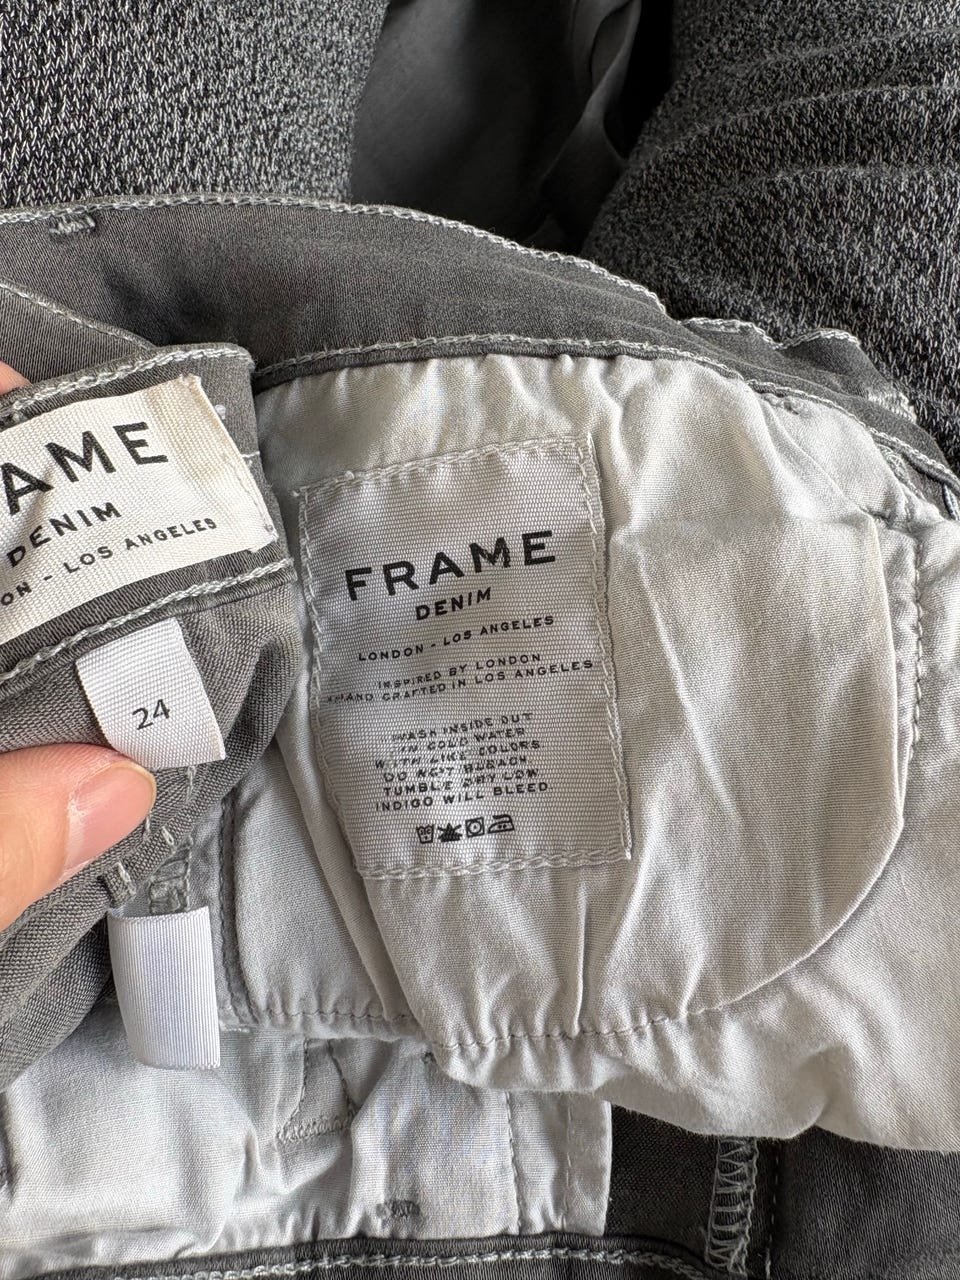 AME
DENIM
ON - LOS ANGELES
24
FRAME
DENIM
LONDON - LOS ANGELES
INSPIRED BY LONDON
HAND CRAFTED IN LOS ANGELES
WASH INSIDE OUT
IN COLD WATER
WITH LIKE COLORS
DO NOT BLEACH
TUMBLE DRY LOW
INDIGO WILL BLEED